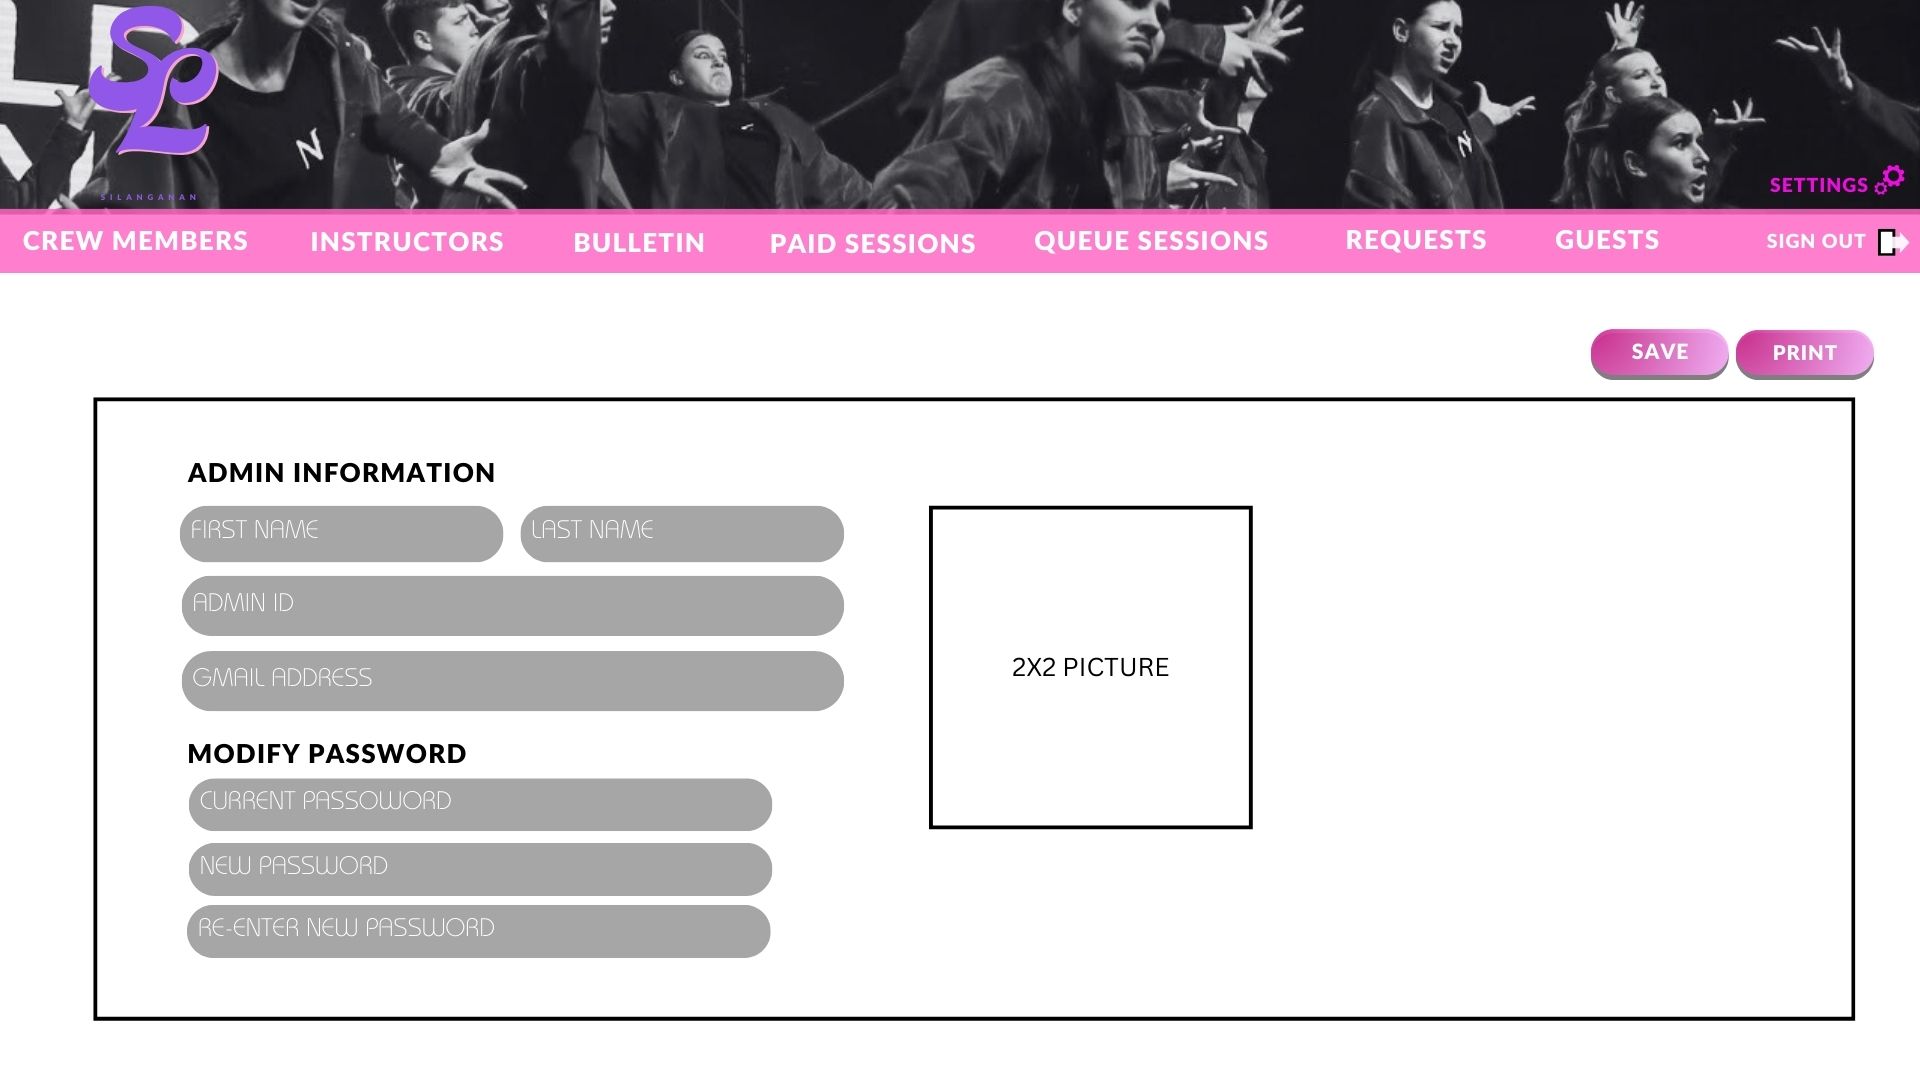 SL
SILANGANAN
N
N
SETTINGS
CREW MEMBERS INSTRUCTORS BULLETIN PAID SESSIONS QUEUE SESSIONS REQUESTS GUESTS SIGN OUT
SAVE PRINT
ADMIN INFORMATION
FIRST NAME LAST NAME
ADMIN ID
GMAIL ADDRESS
2X2 PICTURE
MODIFY PASSWORD
CURRENT PASSOWORD
NEW PASSWORD
RE-ENTER NEW PASSWORD